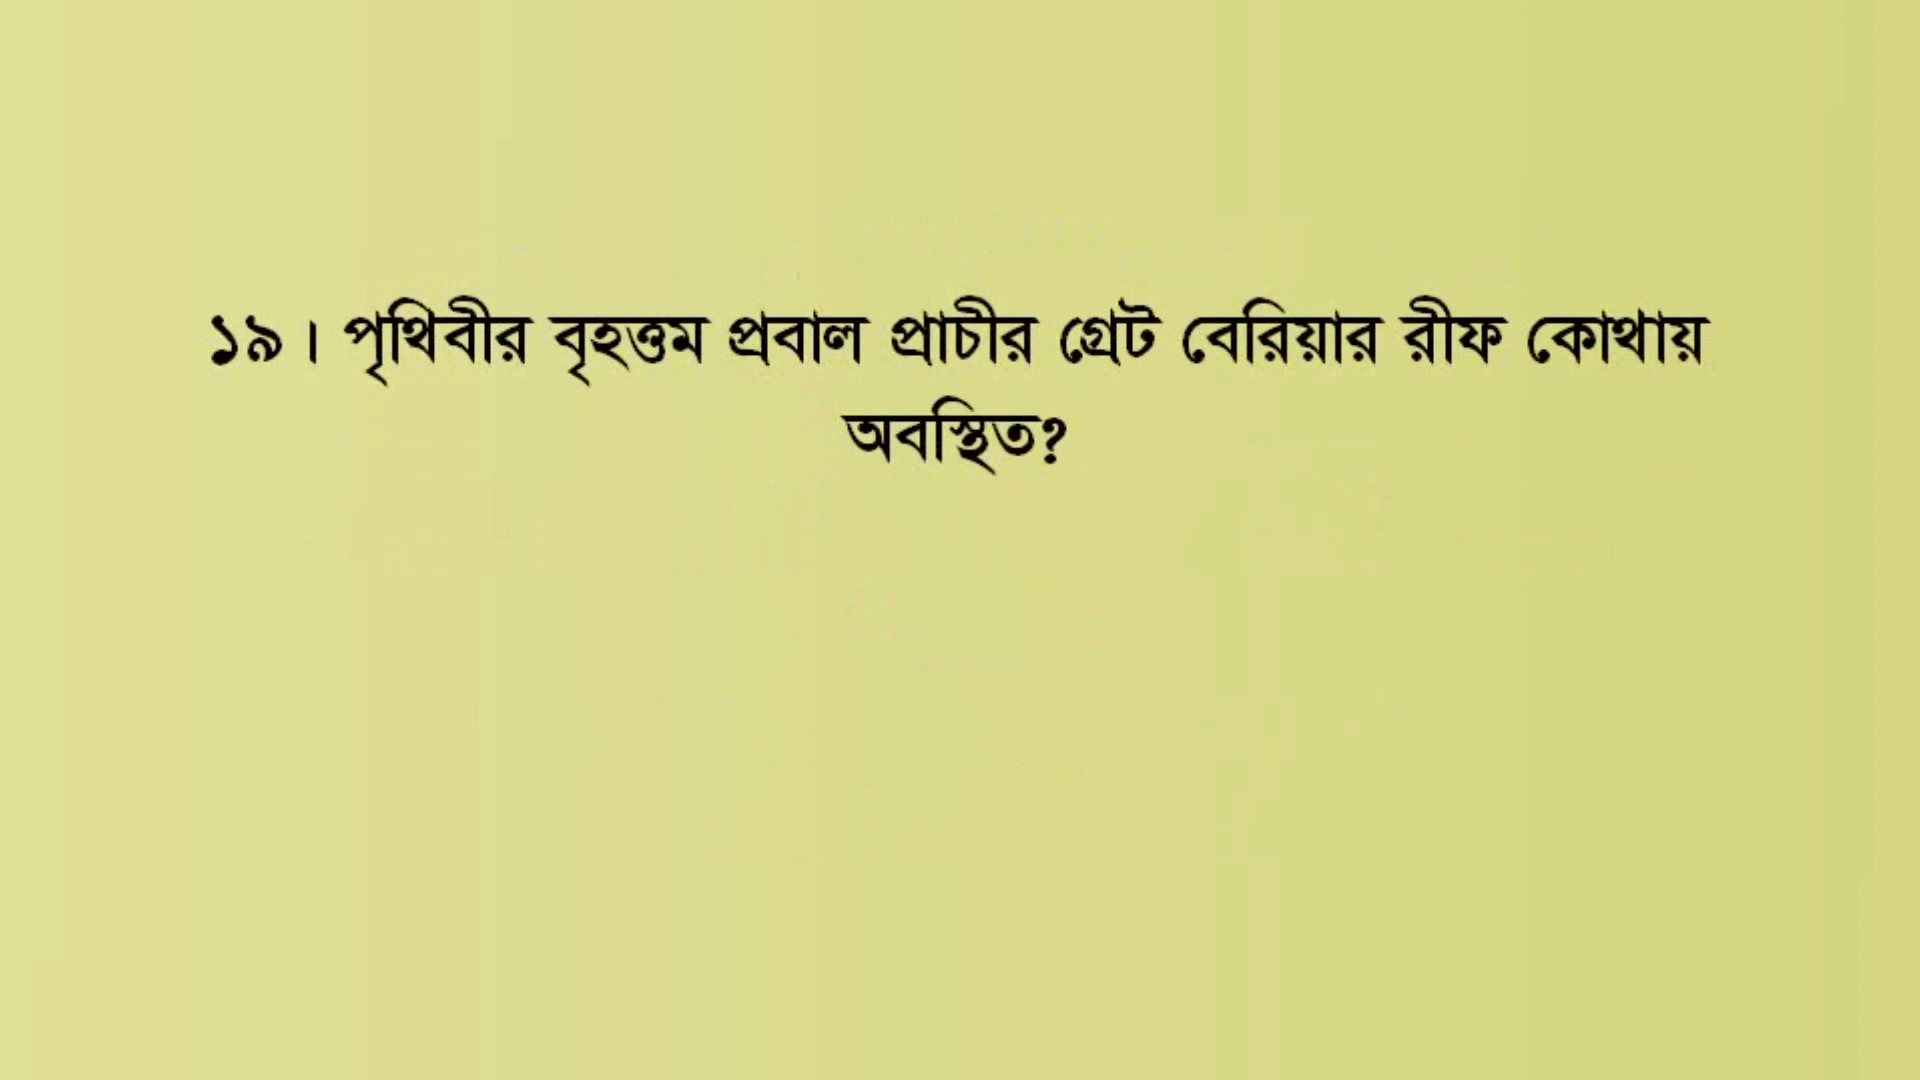 ১৯। পৃথিবীর বৃহত্তম প্রবাল প্রাচীর গ্রেট বেরিয়ার রীফ কোথায়
অবস্থিত?